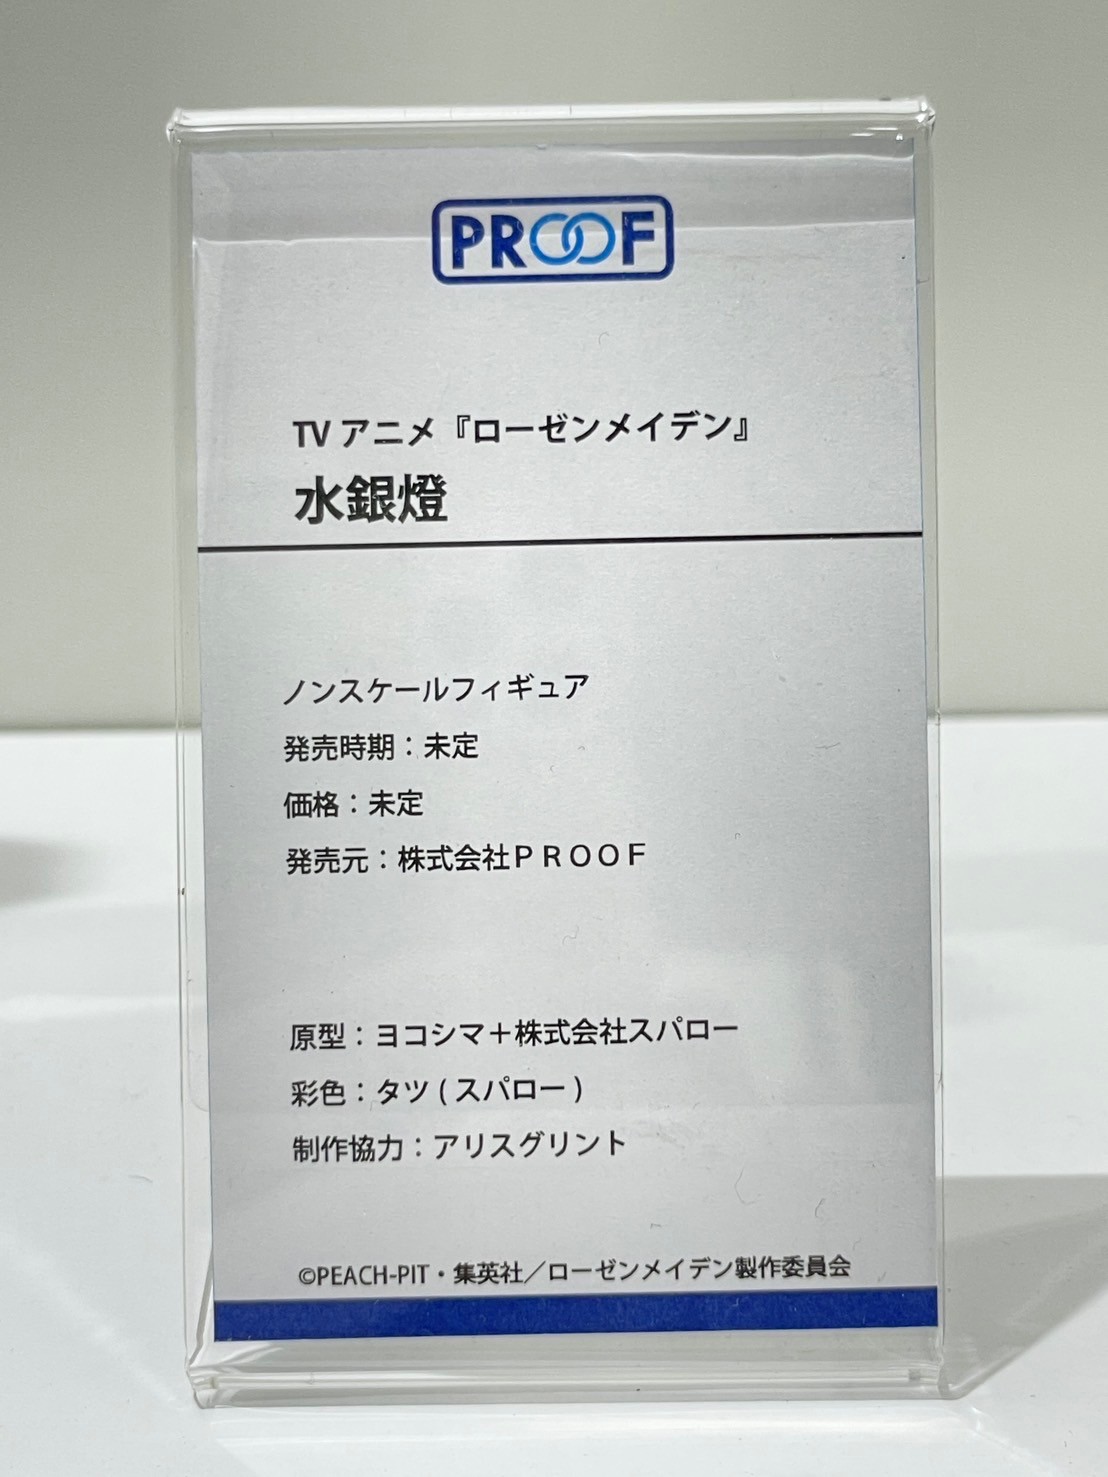 PROOF
TVアニメ『ローゼンメイデン』
水銀燈
ノンスケールフィギュア
発売時期：未定
価格：未定
発売元：株式会社ＰＲＯＯＦ
原型：ヨコシマ＋株式会社スパロー
彩色：タツ(スパロー)
制作協力：アリスグリント
©PEACH-PIT・集英社／ローゼンメイデン製作委員会